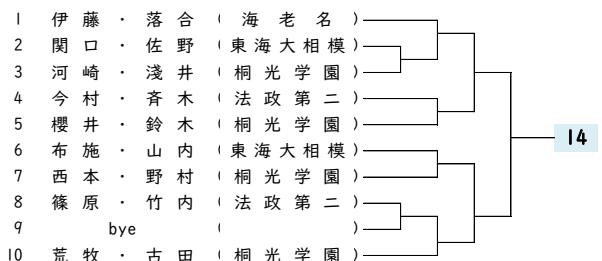 1 伊藤・落合 (海老名)
2 関口・佐野 (東海大相模)
3 河崎・淺井 (桐光学園)
4 今村・斉木 (法政第二)
5 櫻井・鈴木 (桐光学園)
6 布施・山内 (東海大相模)
7 西本・野村 (桐光学園)
8 篠原・竹内 (法政第二)
9 bye ( )
10 荒牧・古田 (桐光学園)
14